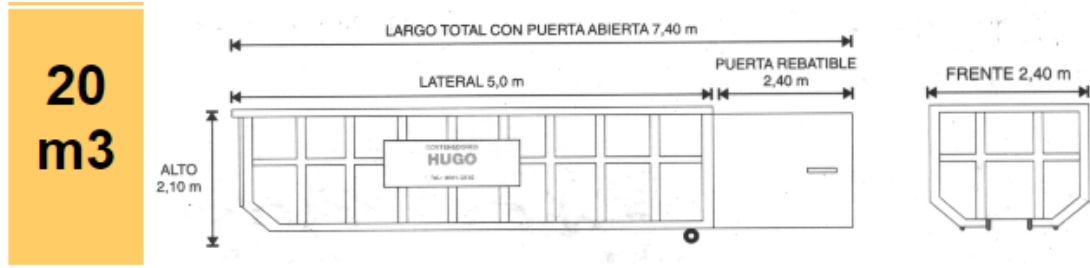 20
m3
LARGO TOTAL CON PUERTA ABIERTA 7,40 m
LATERAL 5,0 m
PUERTA REBATIBLE
2,40 m
FRENTE 2,40 m
ALTO
2,10 m
CONTENEDORES
HUGO